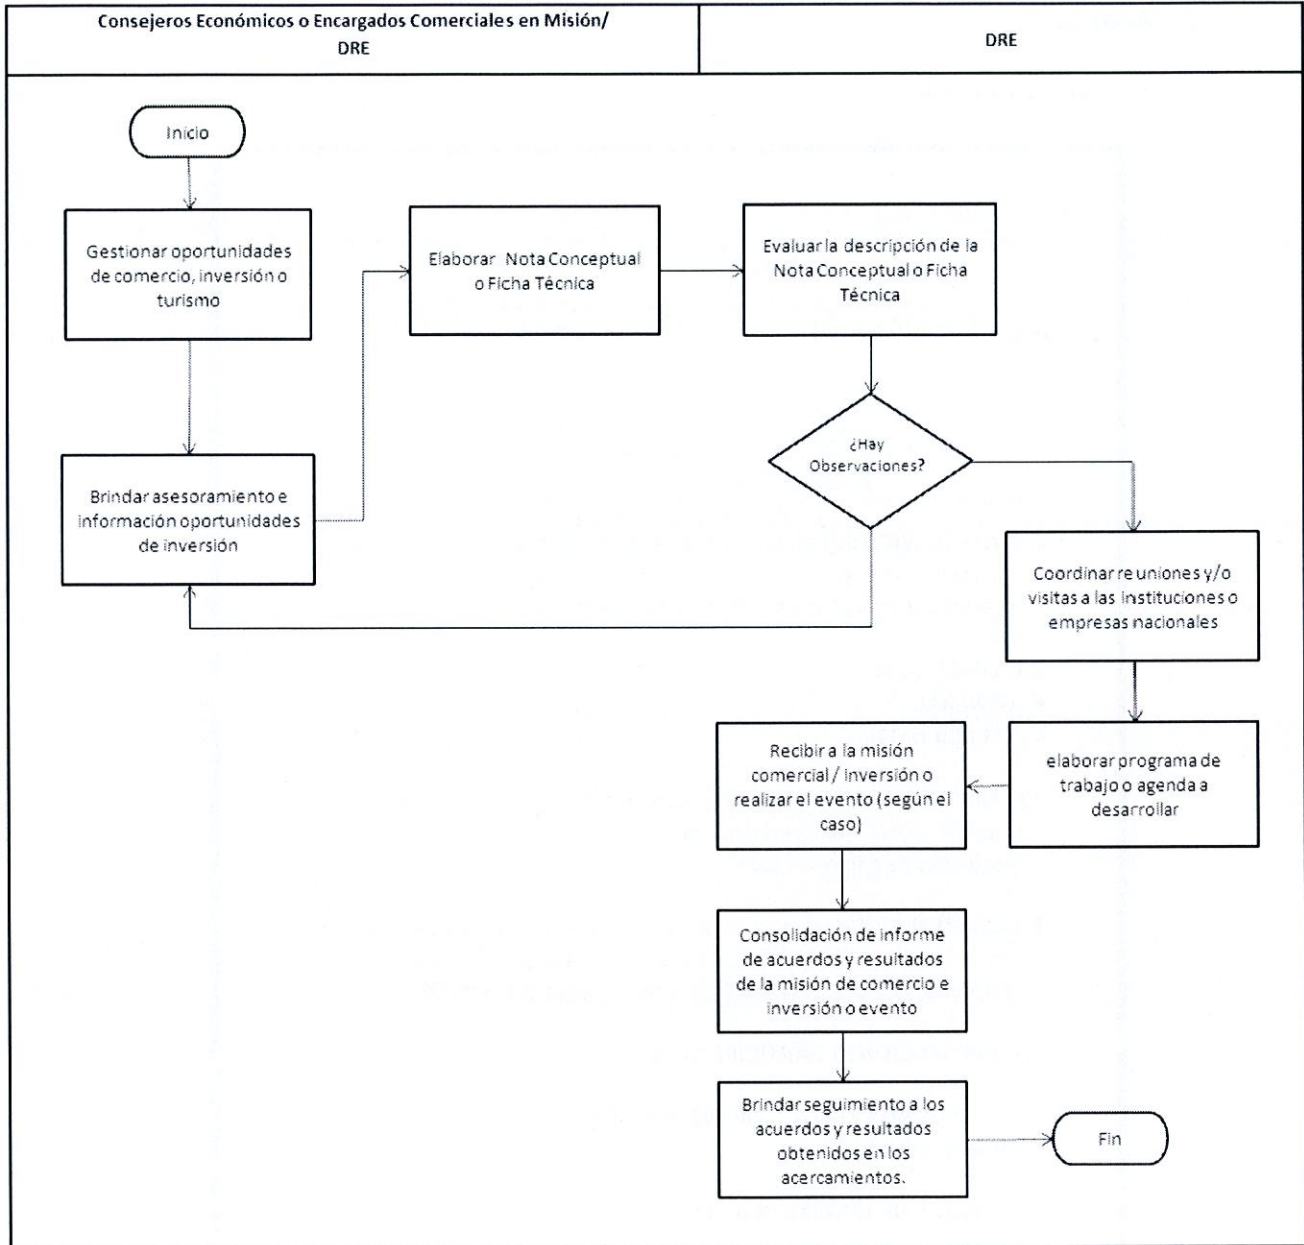 Consejeros Económicos o Encargados Comerciales en Misión/
DRE
DRE
Inicio
Gestionar oportunidades
de comercio, inversión o
turismo
Elaborar Nota Conceptual
o Ficha Técnica
Evaluar la descripción de la
Nota Conceptual o Ficha
Técnica
¿Hay
Observaciones?
Brindar asesoramiento e
información oportunidades
de inversión
Coordinar reuniones y/o
visitas a las instituciones o
empresas nacionales
elaborar programa de
trabajo o agenda a
desarrollar
Recibir a la misión
comercial / inversión o
realizar el evento (según el
caso)
Consolidación de informe
de acuerdos y resultados
de la misión de comercio e
inversión o evento
Brindar seguimiento a los
acuerdos y resultados
obtenidos en los
acercamientos.
Fin